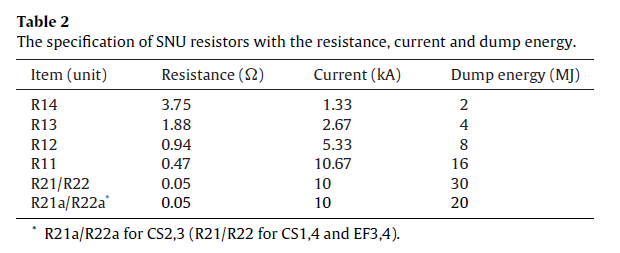 Table 2
The specification of SNU resistors with the resistance, current and dump energy.
Item (unit) Resistance (Ω) Current (kA) Dump energy (MJ)
R14 3.75 1.33 2
R13 1.88 2.67 4
R12 0.94 5.33 8
R11 0.47 10.67 16
R21/R22 0.05 10 30
R21a/R22a* 0.05 10 20
* R21a/R22a for CS2,3 (R21/R22 for CS1,4 and EF3,4).